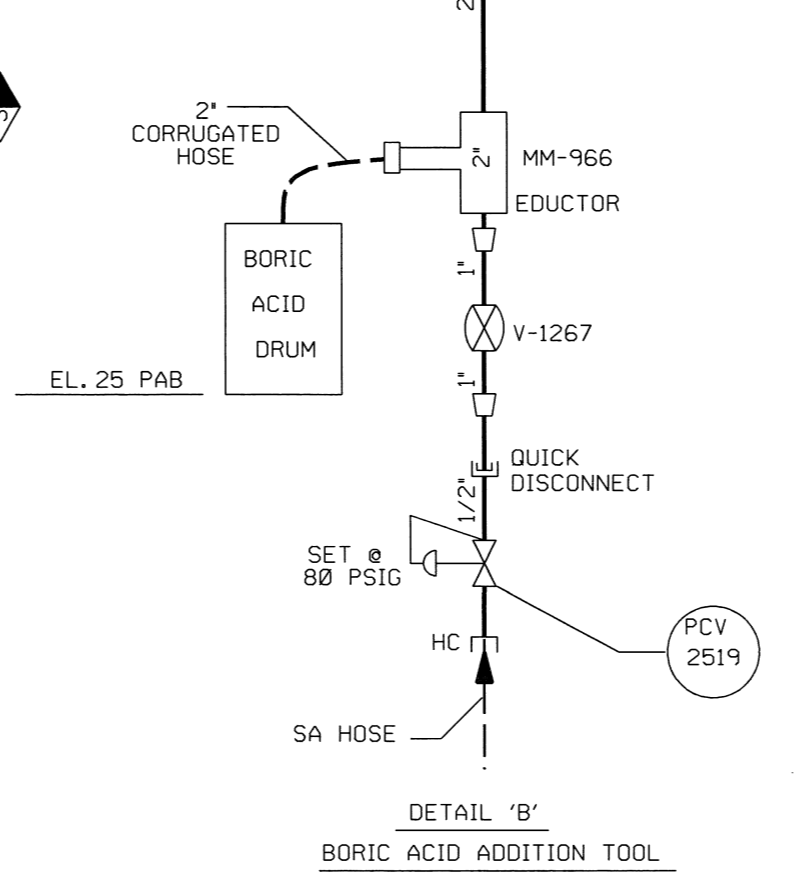 2"
CORRUGATED
HOSE
2"
MM-966
EDUCTOR
BORIC
ACID
DRUM
1"
V-1267
EL.25 PAB
1"
QUICK
DISCONNECT
1/2"
SET @
80 PSIG
PCV
2519
HC
SA HOSE
DETAIL 'B'
BORIC ACID ADDITION TOOL